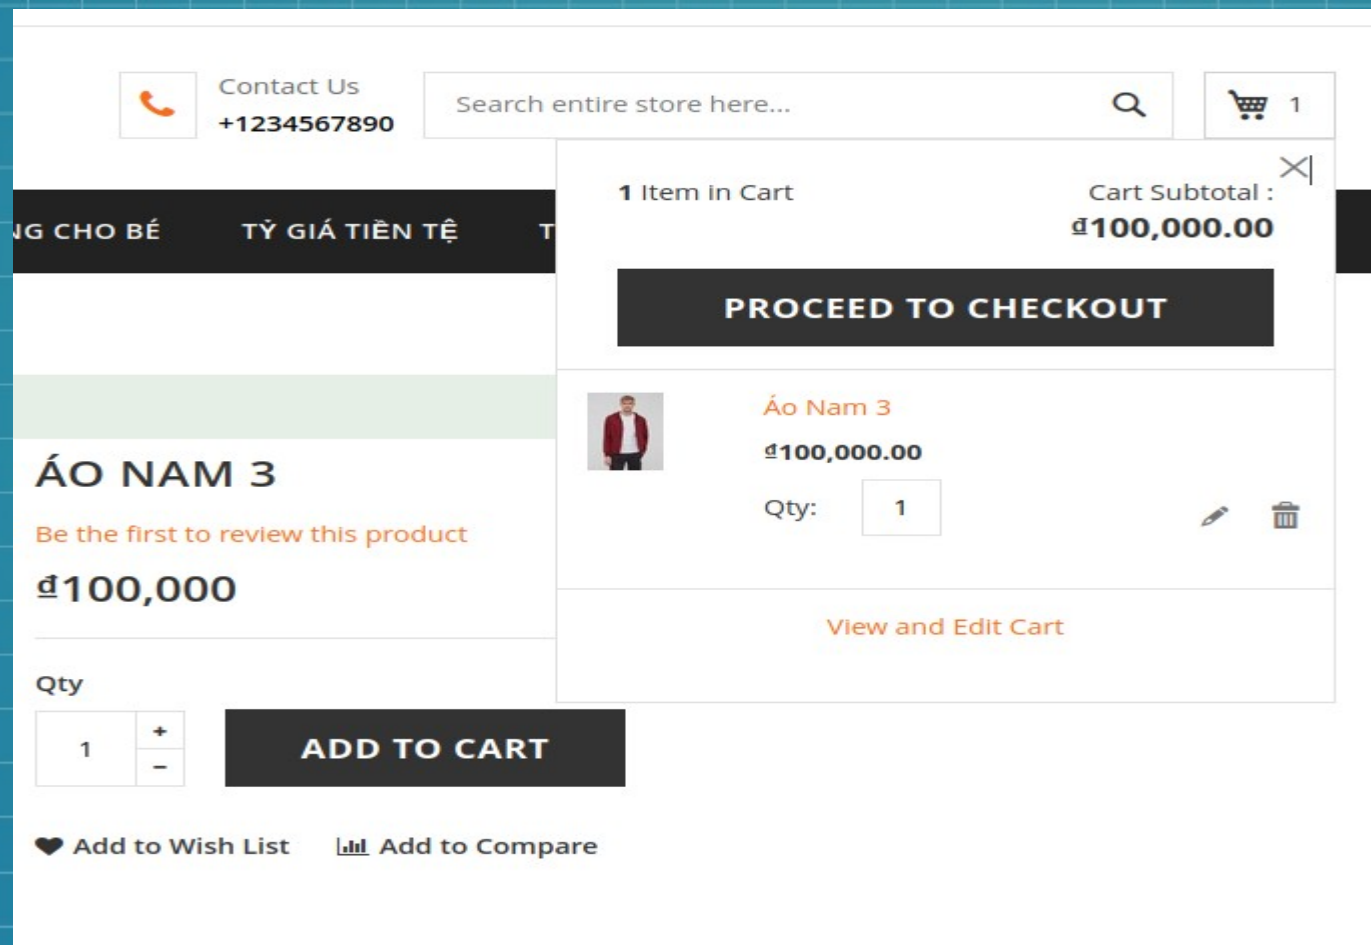 Contact Us
+1234567890
Search entire store here...
1
1 Item in Cart
Cart Subtotal :
₫100,000.00
NG CHO BÉ TỶ GIÁ TIỀN TỆ T
PROCEED TO CHECKOUT
Áo Nam 3
₫100,000.00
Qty: 1
View and Edit Cart
ÁO NAM 3
Be the first to review this product
₫100,000
Qty
1
+
−
ADD TO CART
Add to Wish List
Add to Compare